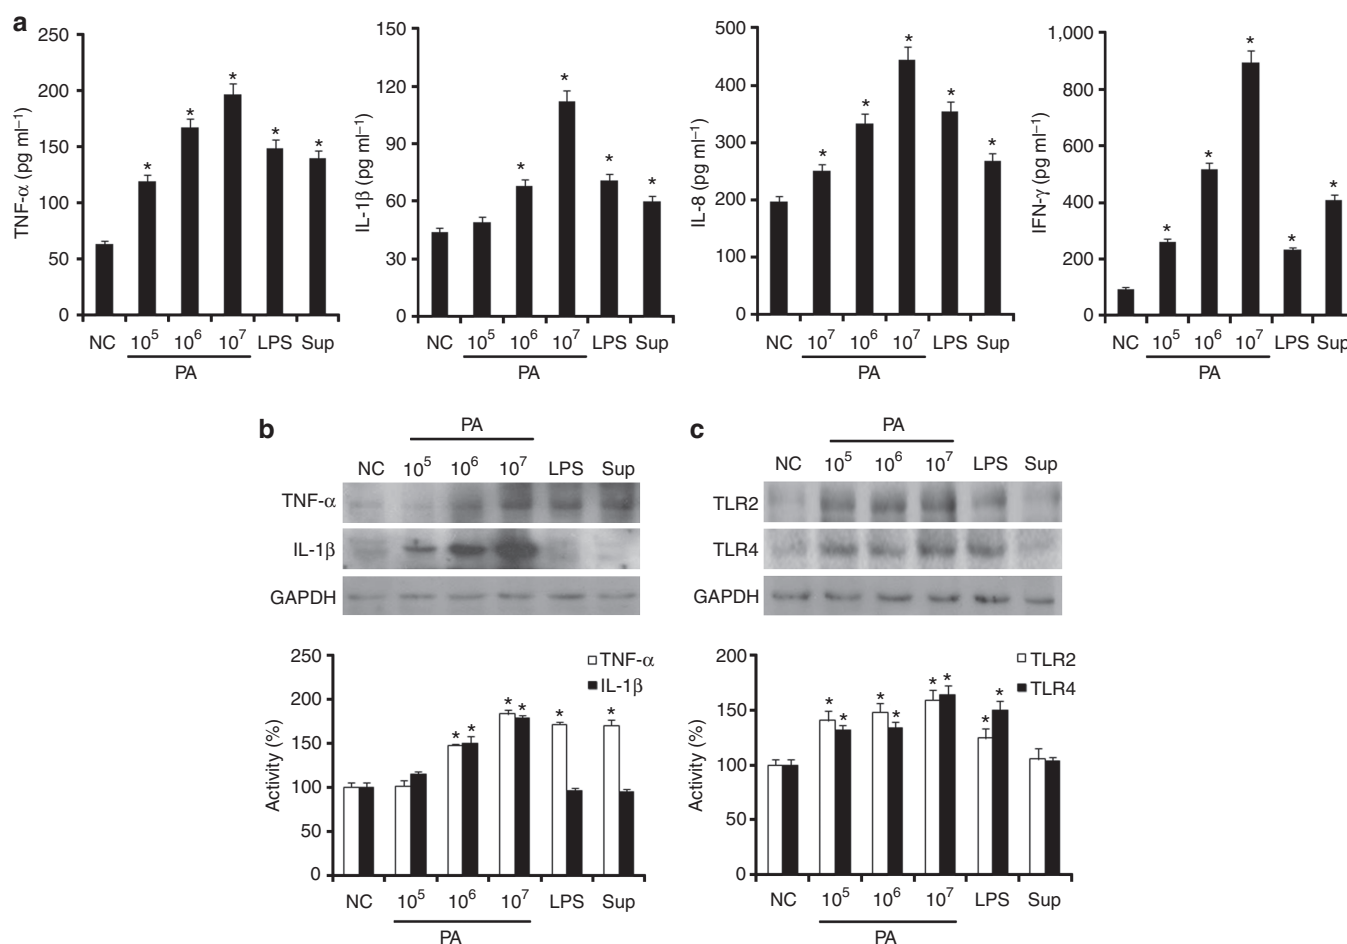 a
TNF-α (pg ml⁻¹)
250
200
150
100
50
0
* * * * *
NC 10⁵ 10⁶ 10⁷ LPS Sup
PA
IL-1β (pg ml⁻¹)
150
120
90
60
30
0
* * * *
NC 10⁵ 10⁶ 10⁷ LPS Sup
PA
IL-8 (pg ml⁻¹)
500
400
300
200
100
0
* * * * *
NC 10⁷ 10⁶ 10⁷ LPS Sup
PA
IFN-γ (pg ml⁻¹)
1,000
800
600
400
200
0
* * * * *
NC 10⁵ 10⁶ 10⁷ LPS Sup
PA
b
PA
NC 10⁵ 10⁶ 10⁷ LPS Sup
TNF-α
IL-1β
GAPDH
Activity (%)
250
200
150
100
50
0
TNF-α
IL-1β
* * * * * *
NC 10⁵ 10⁶ 10⁷ LPS Sup
PA
c
PA
NC 10⁵ 10⁶ 10⁷ LPS Sup
TLR2
TLR4
GAPDH
Activity (%)
200
150
100
50
0
TLR2
TLR4
* * * * * * * *
NC 10⁵ 10⁶ 10⁷ LPS Sup
PA